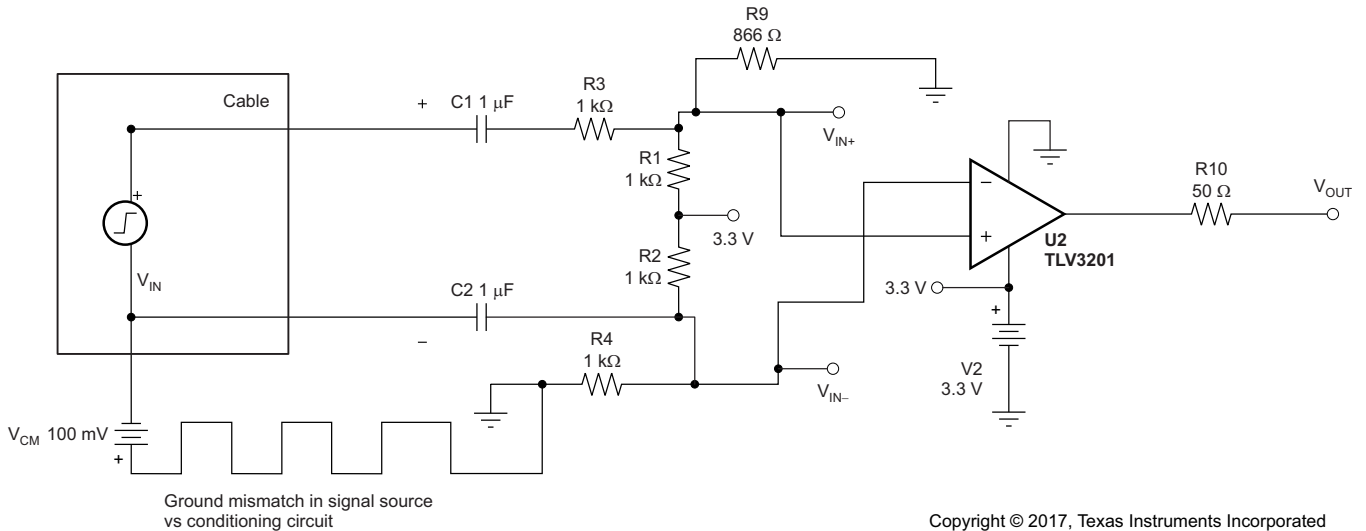 R9
866 Ω
Cable
+
C1 1 μF
R3
1 kΩ
V_IN+
R1
1 kΩ
R10
50 Ω
V_OUT
+
−
+
U2
TLV3201
3.3 V
R2
1 kΩ
V_IN
C2 1 μF
3.3 V
+
−
R4
1 kΩ
V2
3.3 V
V_IN−
V_CM 100 mV
+
Ground mismatch in signal source
vs conditioning circuit
Copyright © 2017, Texas Instruments Incorporated